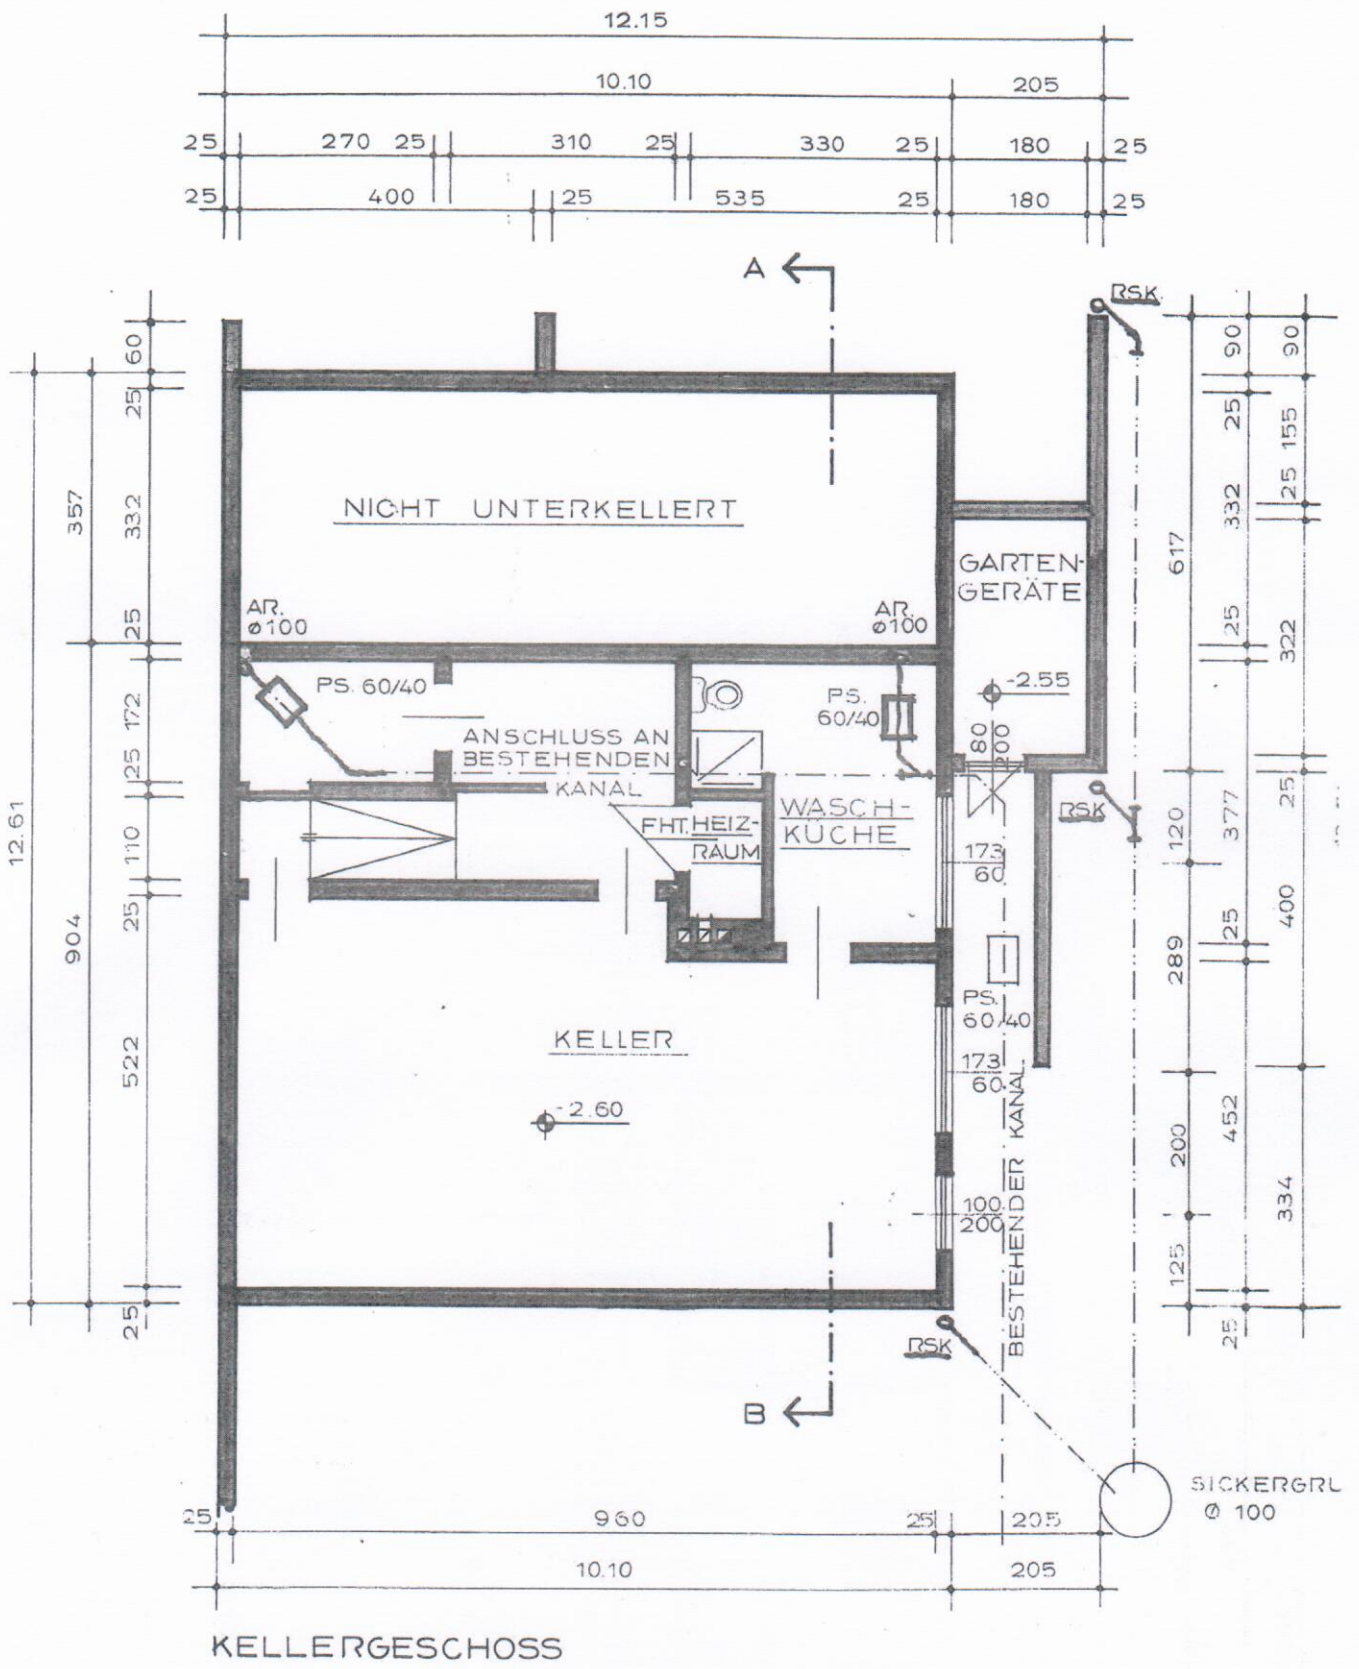 12.15
10.10 205
25 270 25 310 25 330 25 180 25
25 400 25 535 25 180 25
A
RSK
60
25
332
25
172
25
110
25
522
25
357
904
12.61
NICHT UNTERKELLERT
AR.
ø100
AR.
ø100
GARTEN-
GERÄTE
-2.55
80
200
PS. 60/40
PS.
60/40
ANSCHLUSS AN
BESTEHENDEN
KANAL
FHT.
HEIZ-
RAUM
WASCH-
KÜCHE
RSK
173
60
PS.
60/40
173
60
KELLER
-2.60
100
200
BESTEHENDER KANAL
617
120
289
200
125
90
25
332
25
377
25
452
25
90
155
25
322
25
400
334
RSK
B
SICKERGRU
Ø 100
25 960 25 205
10.10 205
KELLERGESCHOSS